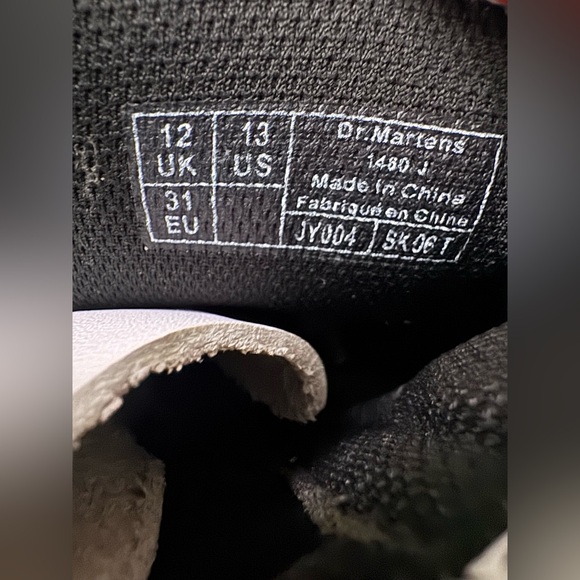 12 UK
13 US
31 EU
Dr.Martens
1460 J
Made in China
Fabriqué en Chine
JY004
SK06T